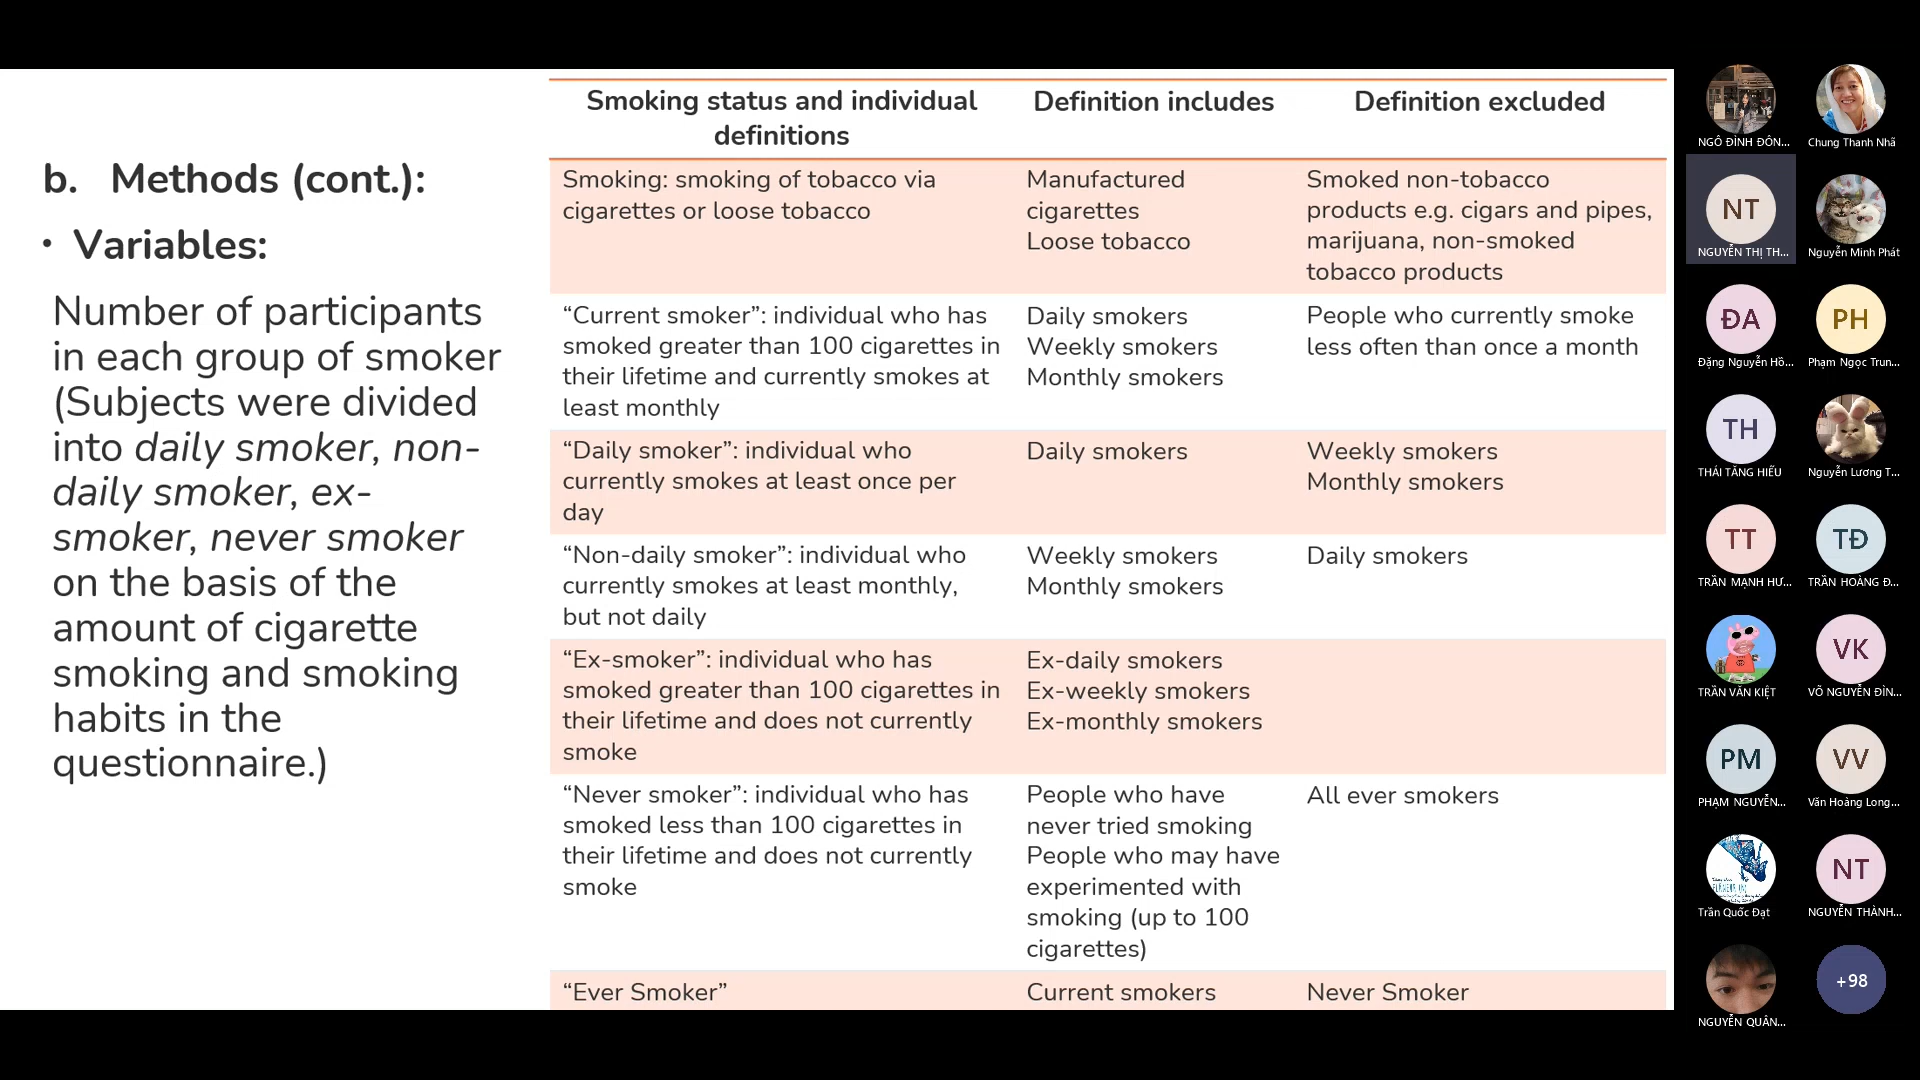 b. Methods (cont.):
• Variables:
Number of participants
in each group of smoker
(Subjects were divided
into daily smoker, non-
daily smoker, ex-
smoker, never smoker
on the basis of the
amount of cigarette
smoking and smoking
habits in the
questionnaire.)
Smoking status and individual
definitions
Definition includes
Definition excluded
Smoking: smoking of tobacco via
cigarettes or loose tobacco
Manufactured
cigarettes
Loose tobacco
Smoked non-tobacco
products e.g. cigars and pipes,
marijuana, non-smoked
tobacco products
“Current smoker”: individual who has
smoked greater than 100 cigarettes in
their lifetime and currently smokes at
least monthly
Daily smokers
Weekly smokers
Monthly smokers
People who currently smoke
less often than once a month
“Daily smoker”: individual who
currently smokes at least once per
day
Daily smokers
Weekly smokers
Monthly smokers
“Non-daily smoker”: individual who
currently smokes at least monthly,
but not daily
Weekly smokers
Monthly smokers
Daily smokers
“Ex-smoker”: individual who has
smoked greater than 100 cigarettes in
their lifetime and does not currently
smoke
Ex-daily smokers
Ex-weekly smokers
Ex-monthly smokers
“Never smoker”: individual who has
smoked less than 100 cigarettes in
their lifetime and does not currently
smoke
People who have
never tried smoking
People who may have
experimented with
smoking (up to 100
cigarettes)
All ever smokers
“Ever Smoker”
Current smokers
Never Smoker
NGÔ ĐÌNH ĐÔN...
Chung Thanh Nhã
NT
NGUYỄN THỊ TH...
Nguyễn Minh Phát
ĐA
Đặng Nguyễn Hồ...
PH
Phạm Ngọc Trun...
TH
THÁI TĂNG HIẾU
Nguyễn Lương T...
TT
TRẦN MẠNH HƯ...
TĐ
TRẦN HOÀNG Đ...
TRẦN VĂN KIỆT
VK
VÕ NGUYỄN ĐÌN...
PM
PHẠM NGUYỄN...
VV
Văn Hoàng Long...
Trần Quốc Đạt
NT
NGUYỄN THÀNH...
NGUYỄN QUÂN...
+98